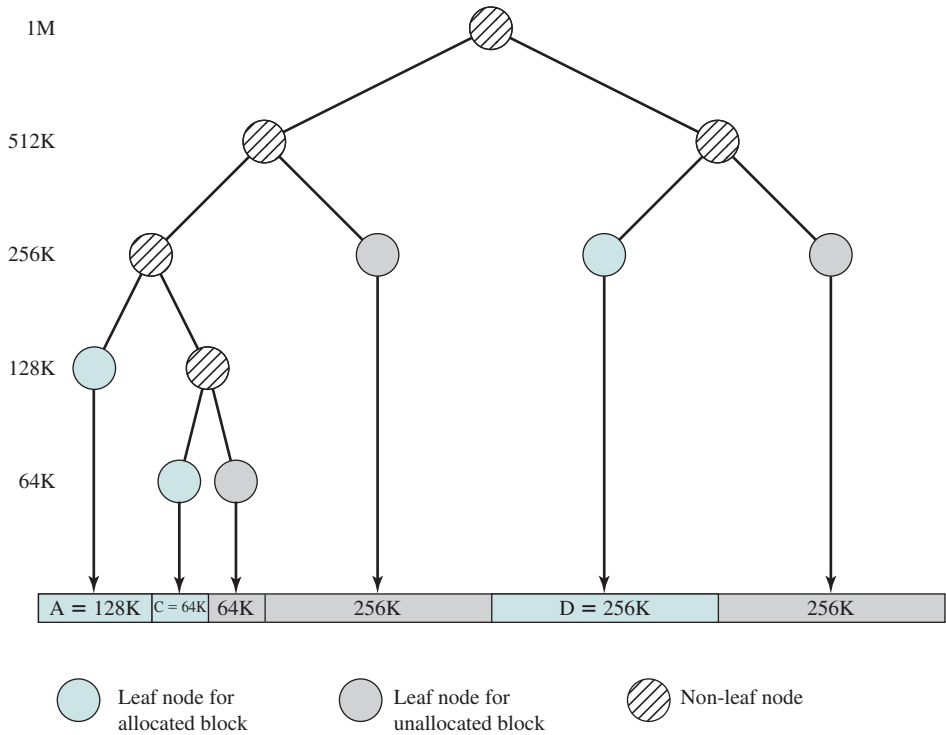 1M
512K
256K
128K
64K
A = 128K C = 64K 64K 256K D = 256K 256K
Leaf node for
allocated block
Leaf node for
unallocated block
Non-leaf node